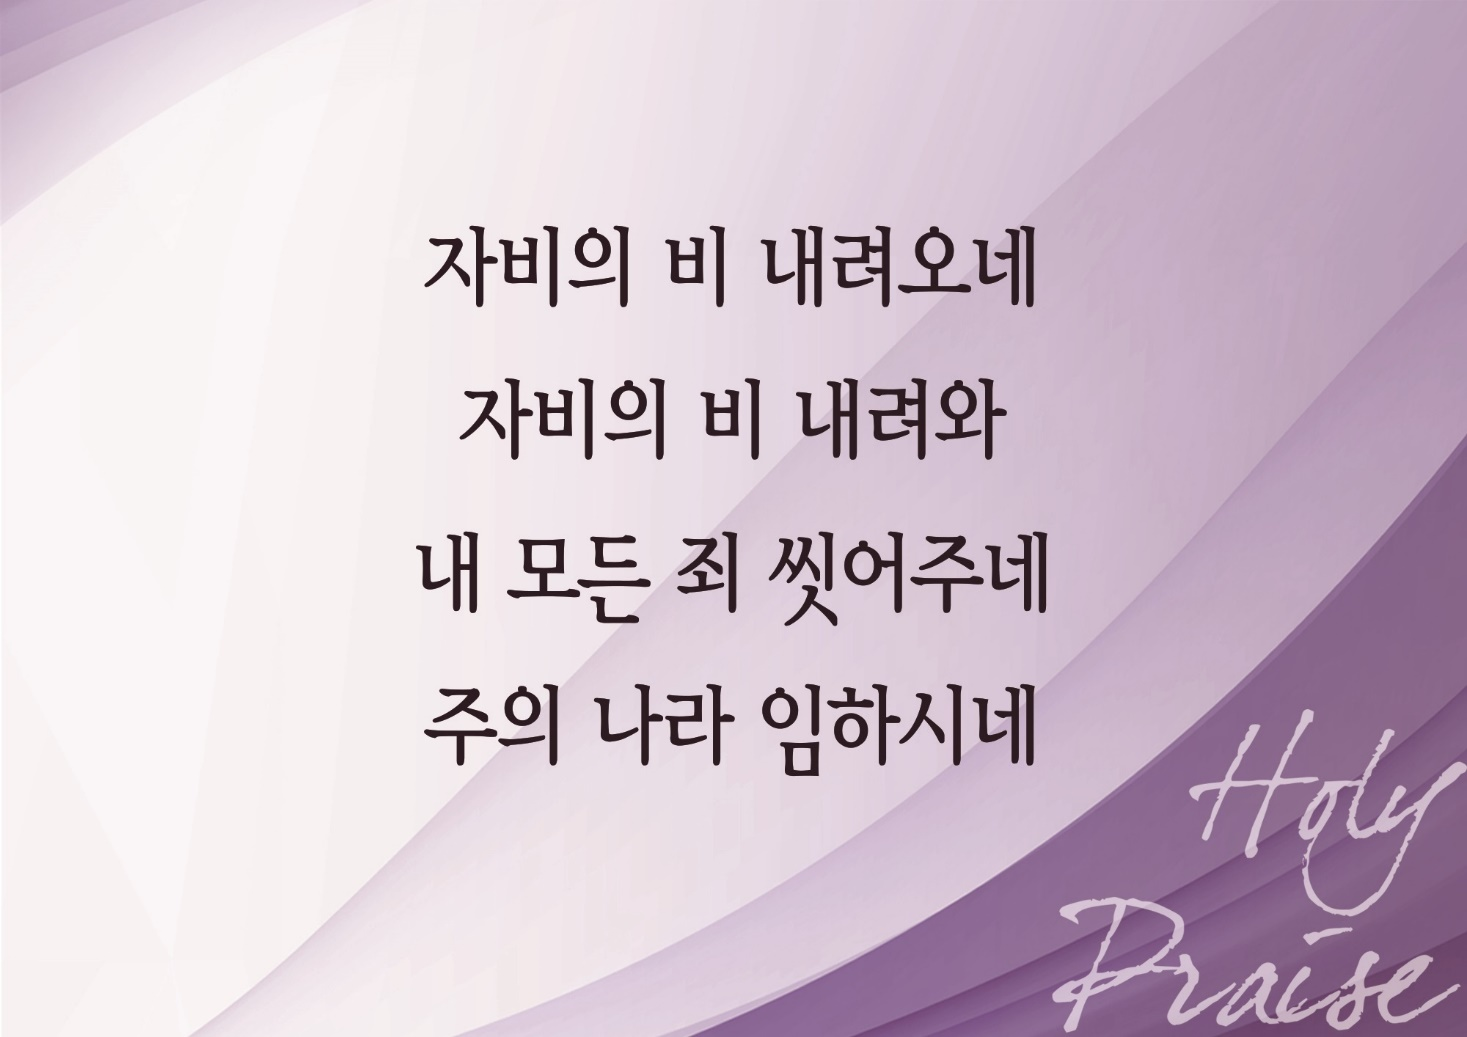 자비의 비 내려오네
자비의 비 내려와
내 모든 죄 씻어주네
주의 나라 임하시네
Holy
Praise